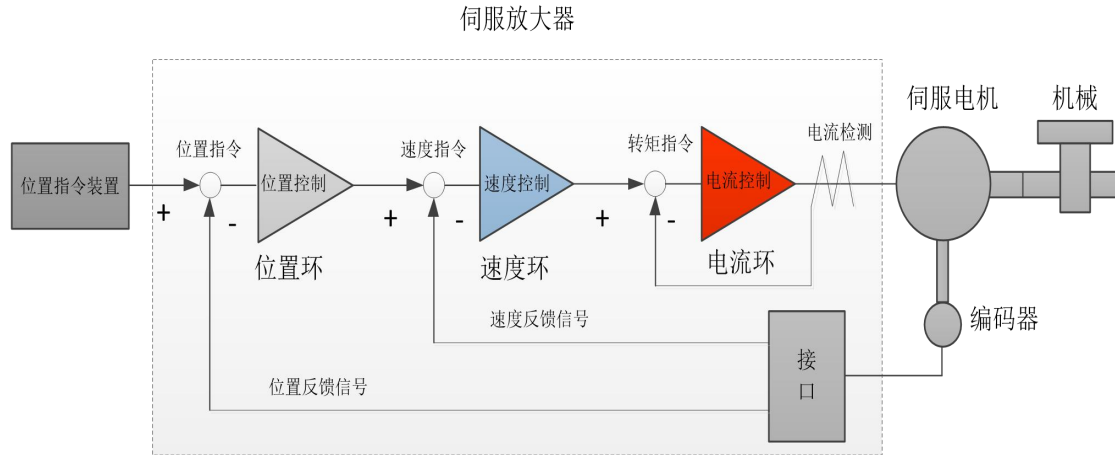 伺服放大器
伺服电机
机械
位置指令
速度指令
转矩指令
电流检测
位置指令装置
位置控制
速度控制
电流控制
+
-
+
-
+
-
位置环
速度环
电流环
速度反馈信号
编码器
接口
位置反馈信号